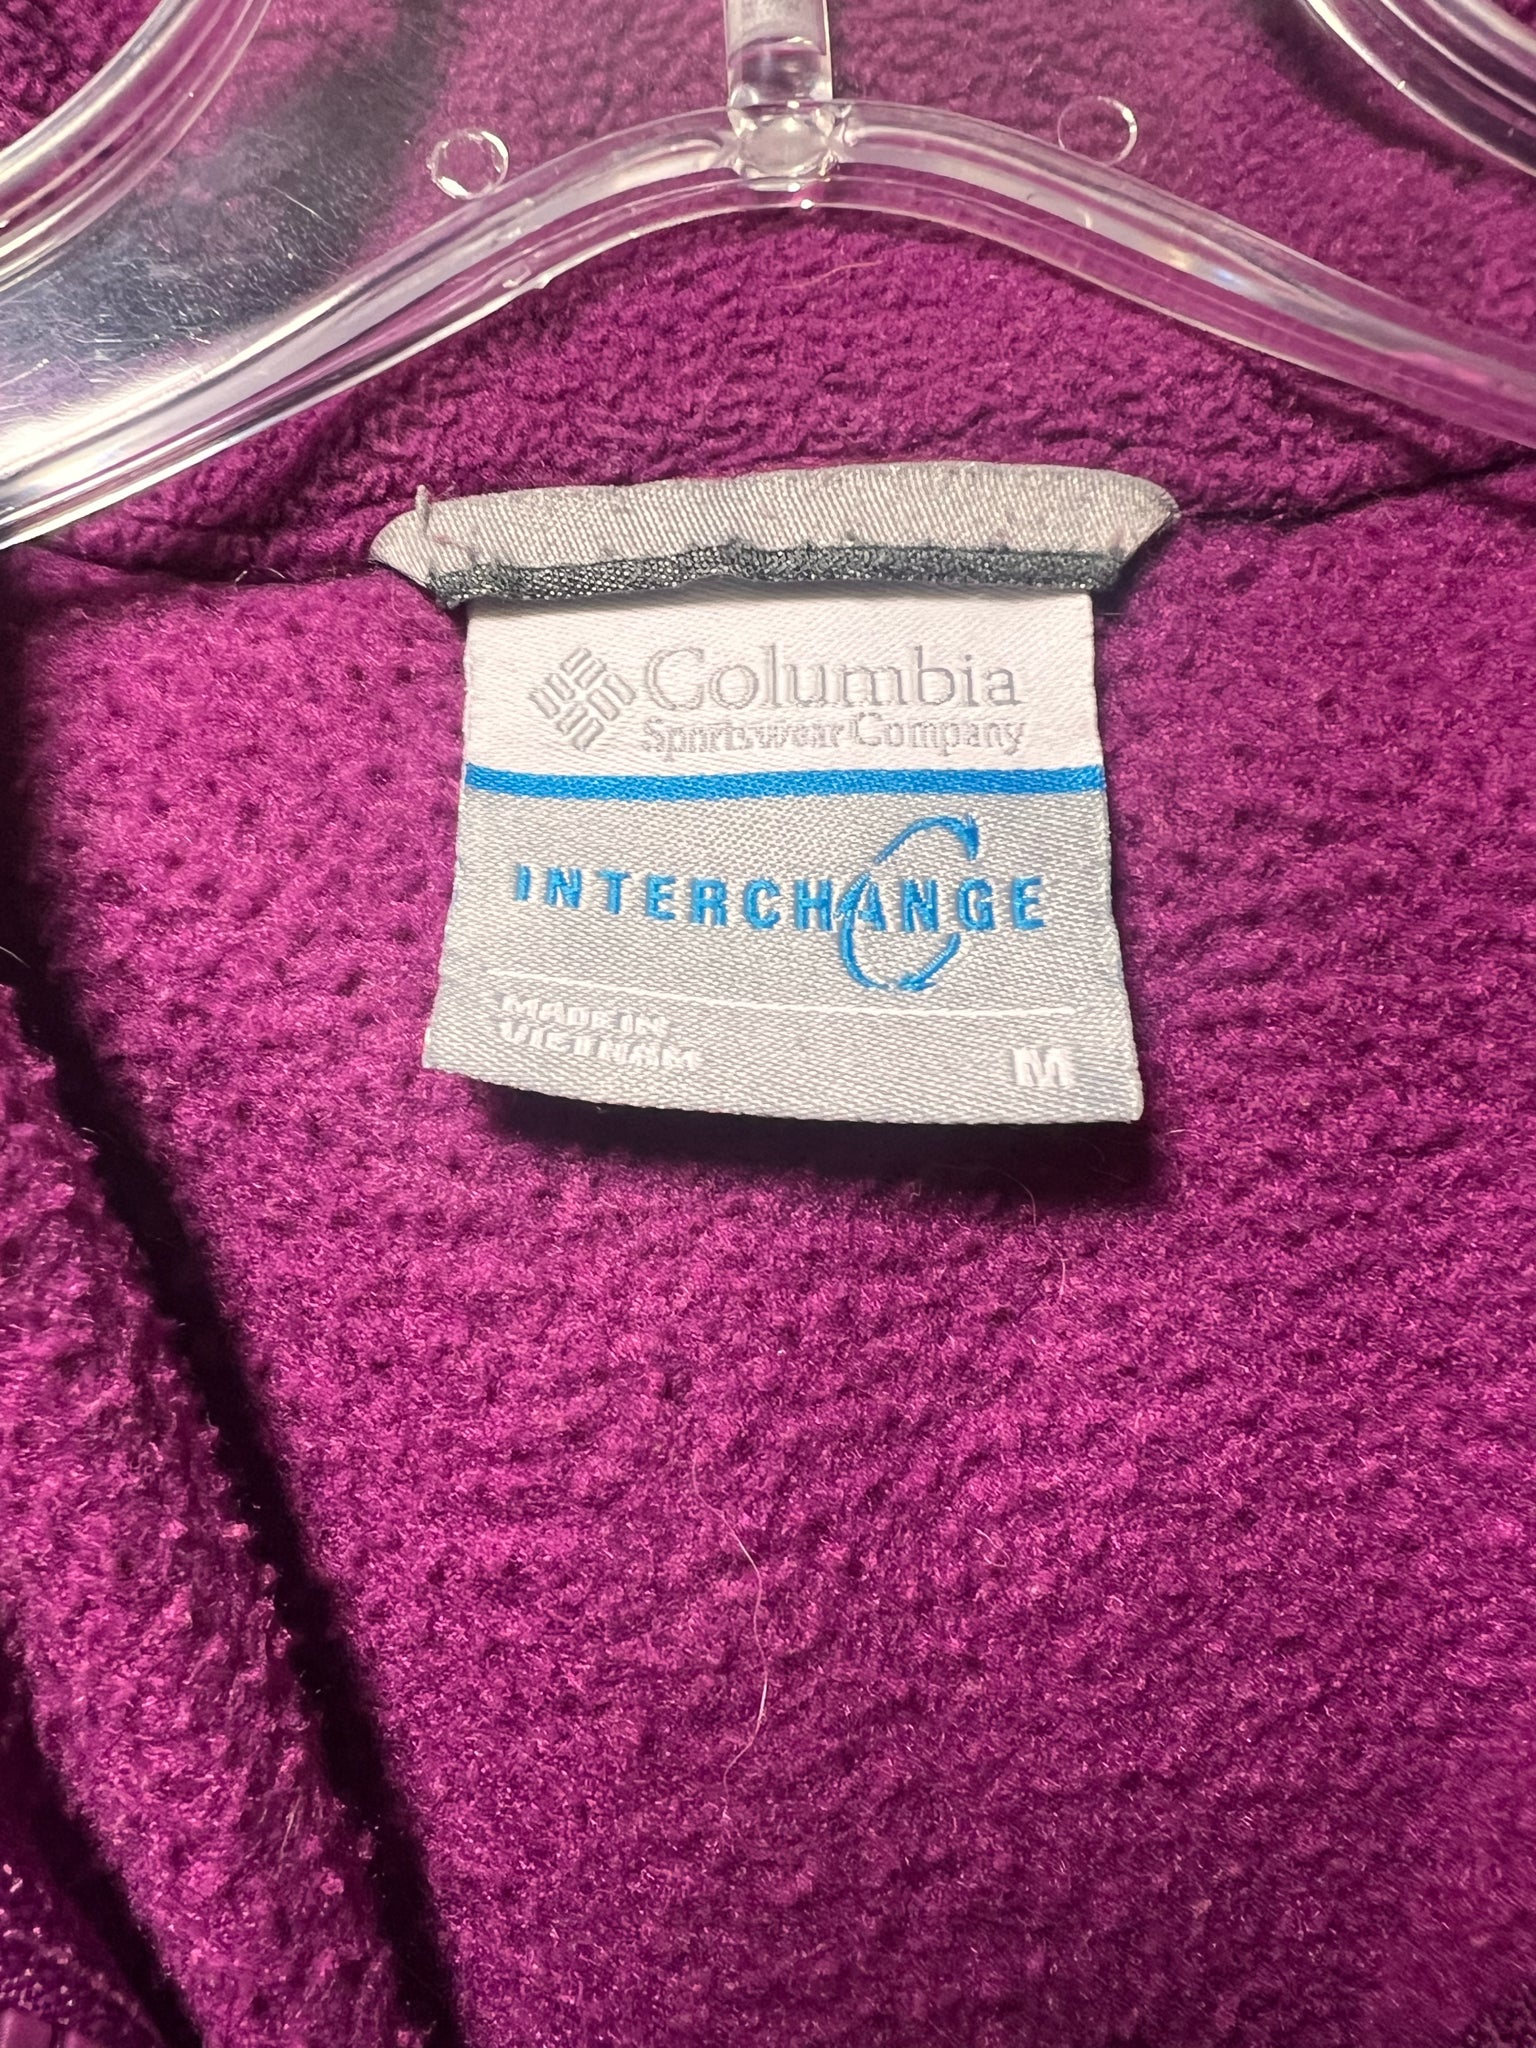 Columbia
Sportswear Company
INTERCHANGE
MADE IN
VIETNAM
M